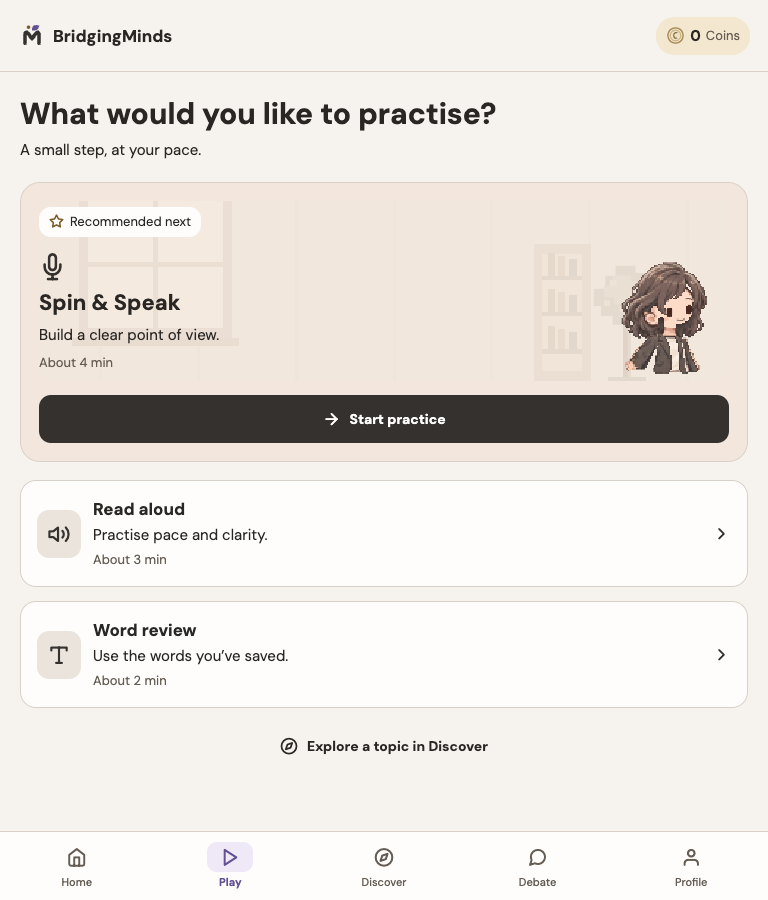 BridgingMinds
0 Coins
What would you like to practise?
A small step, at your pace.
Recommended next
Spin & Speak
Build a clear point of view.
About 4 min
Start practice
Read aloud
Practise pace and clarity.
About 3 min
Word review
Use the words you’ve saved.
About 2 min
Explore a topic in Discover
Home
Play
Discover
Debate
Profile